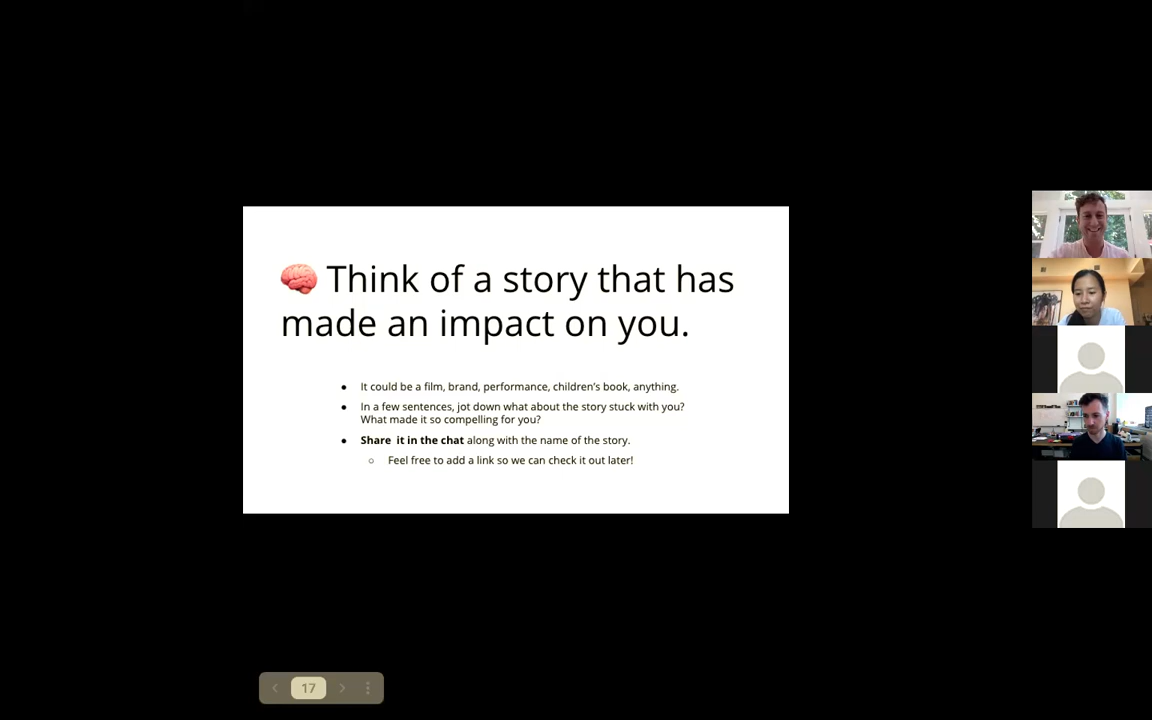 Think of a story that has
made an impact on you.
● It could be a film, brand, performance, children's book, anything.
● In a few sentences, jot down what about the story stuck with you?
What made it so compelling for you?
● Share it in the chat along with the name of the story.
○ Feel free to add a link so we can check it out later!
17